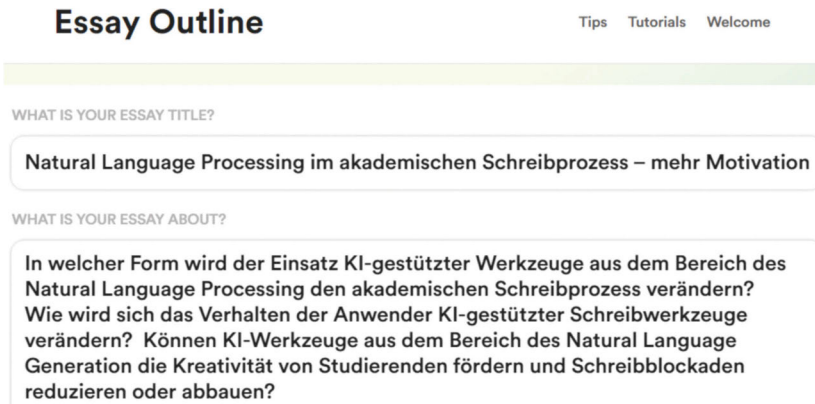 Essay Outline
Tips Tutorials Welcome
WHAT IS YOUR ESSAY TITLE?
Natural Language Processing im akademischen Schreibprozess – mehr Motivation
WHAT IS YOUR ESSAY ABOUT?
In welcher Form wird der Einsatz KI-gestützter Werkzeuge aus dem Bereich des
Natural Language Processing den akademischen Schreibprozess verändern?
Wie wird sich das Verhalten der Anwender KI-gestützter Schreibwerkzeuge
verändern? Können KI-Werkzeuge aus dem Bereich des Natural Language
Generation die Kreativität von Studierenden fördern und Schreibblockaden
reduzieren oder abbauen?